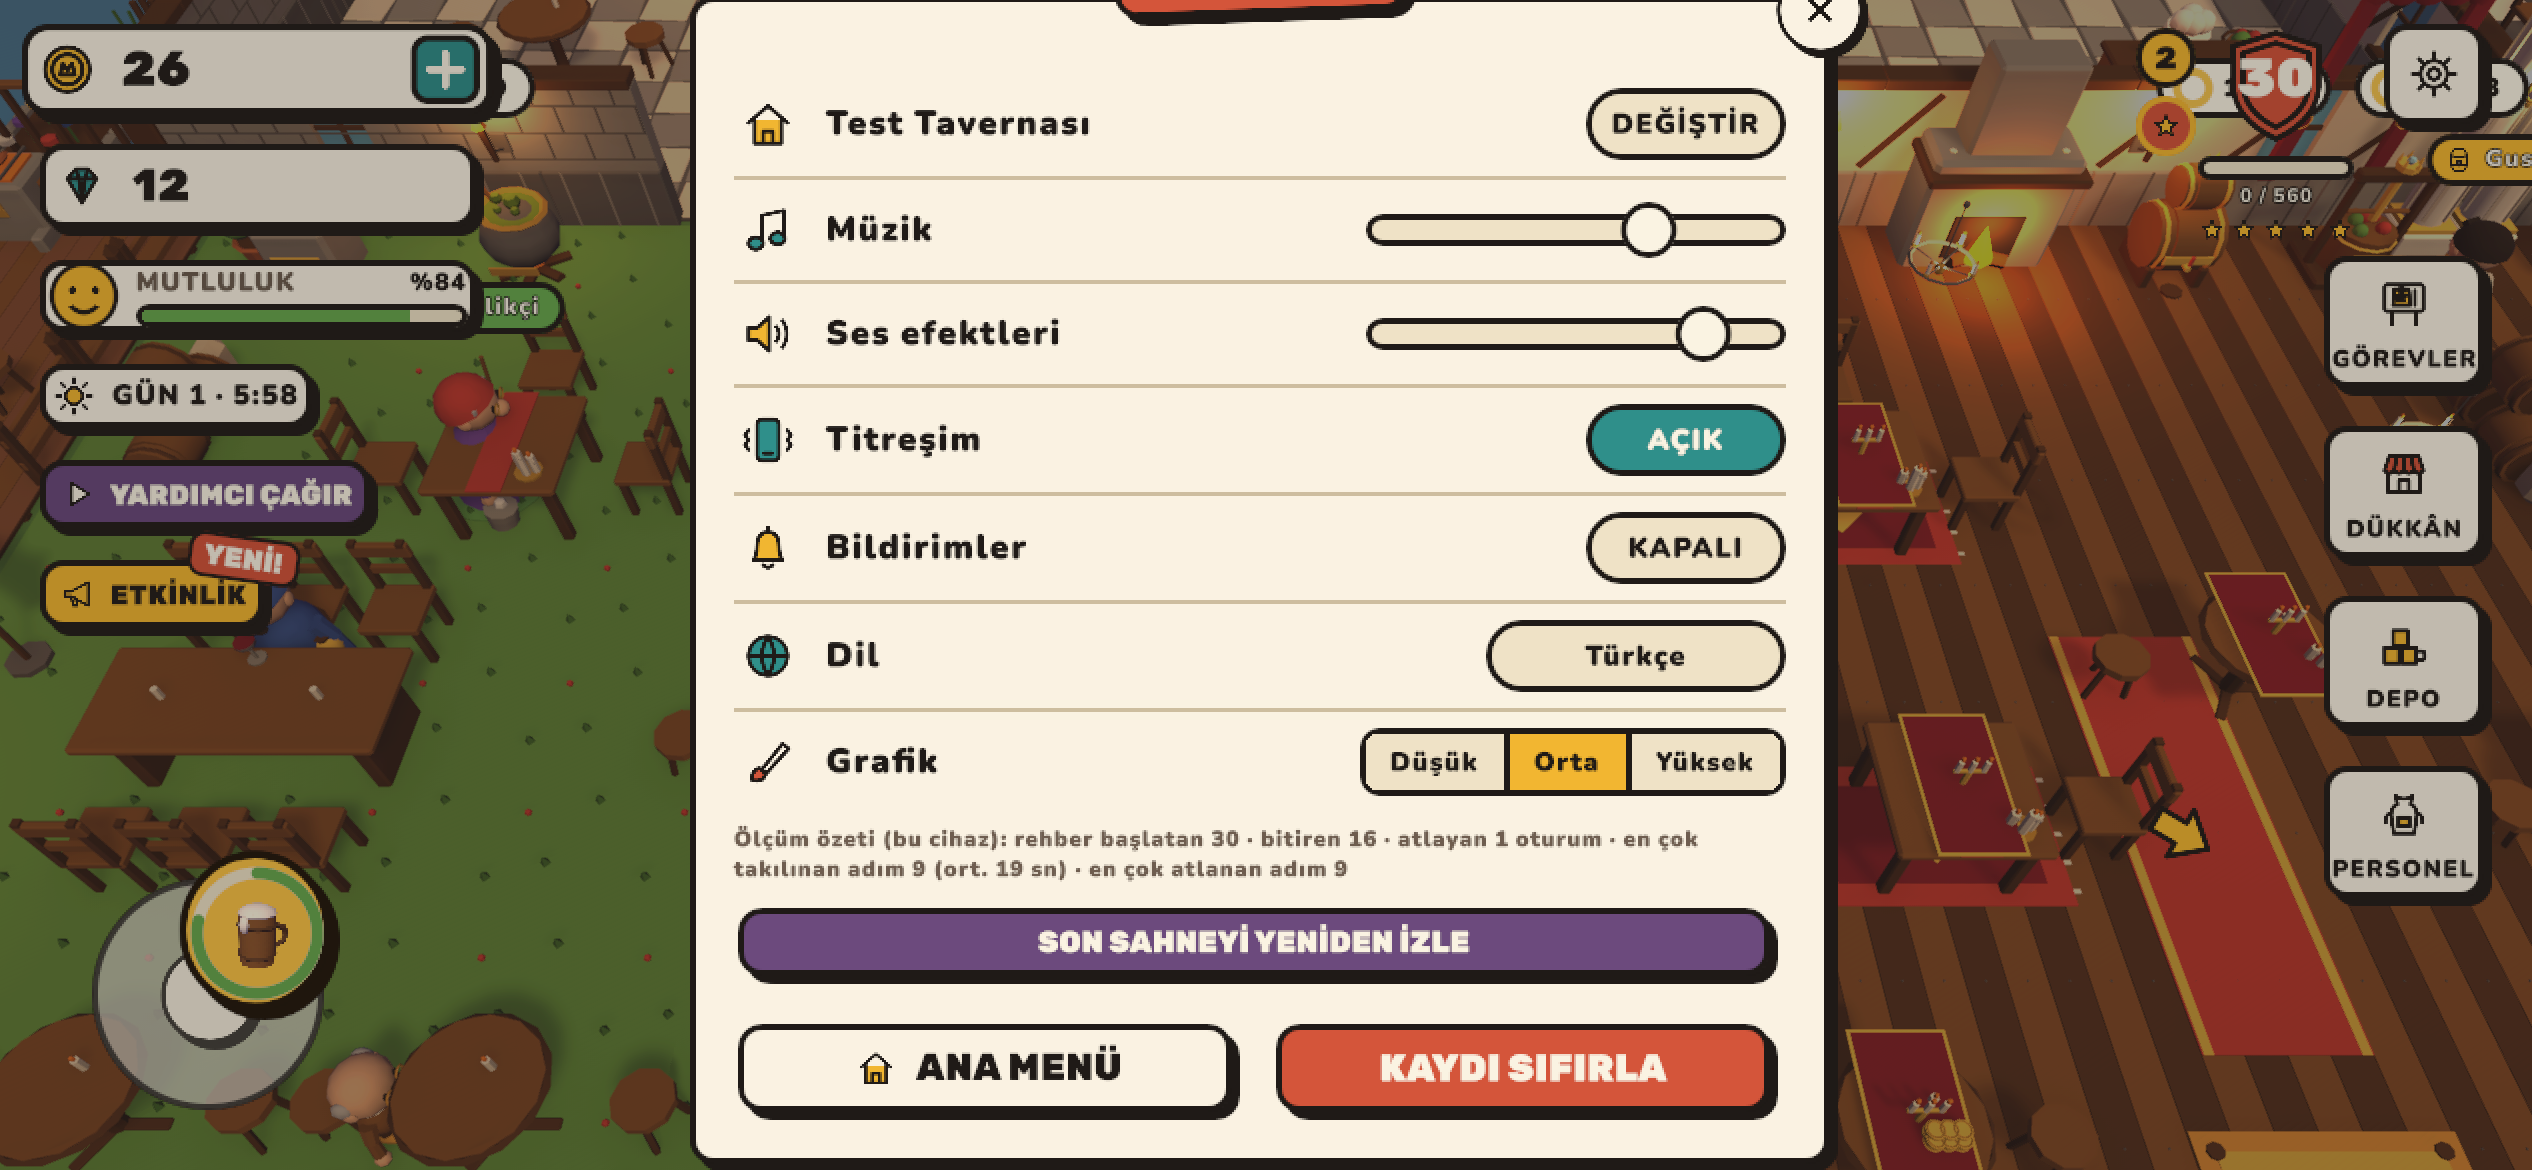 26
12
MUTLULUK %84
likçi
GÜN 1 · 5:58
YARDIMCI ÇAĞIR
YENİ!
ETKİNLİK
Test Tavernası
DEĞİŞTİR
Müzik
Ses efektleri
Titreşim
AÇIK
Bildirimler
KAPALI
Dil
Türkçe
Grafik
Düşük Orta Yüksek
Ölçüm özeti (bu cihaz): rehber başlatan 30 · bitiren 16 · atlayan 1 oturum · en çok
takılınan adım 9 (ort. 19 sn) · en çok atlanan adım 9
SON SAHNEYİ YENİDEN İZLE
ANA MENÜ
KAYDI SIFIRLA
2
30
0 / 560
Gus
GÖREVLER
DÜKKÂN
DEPO
PERSONEL